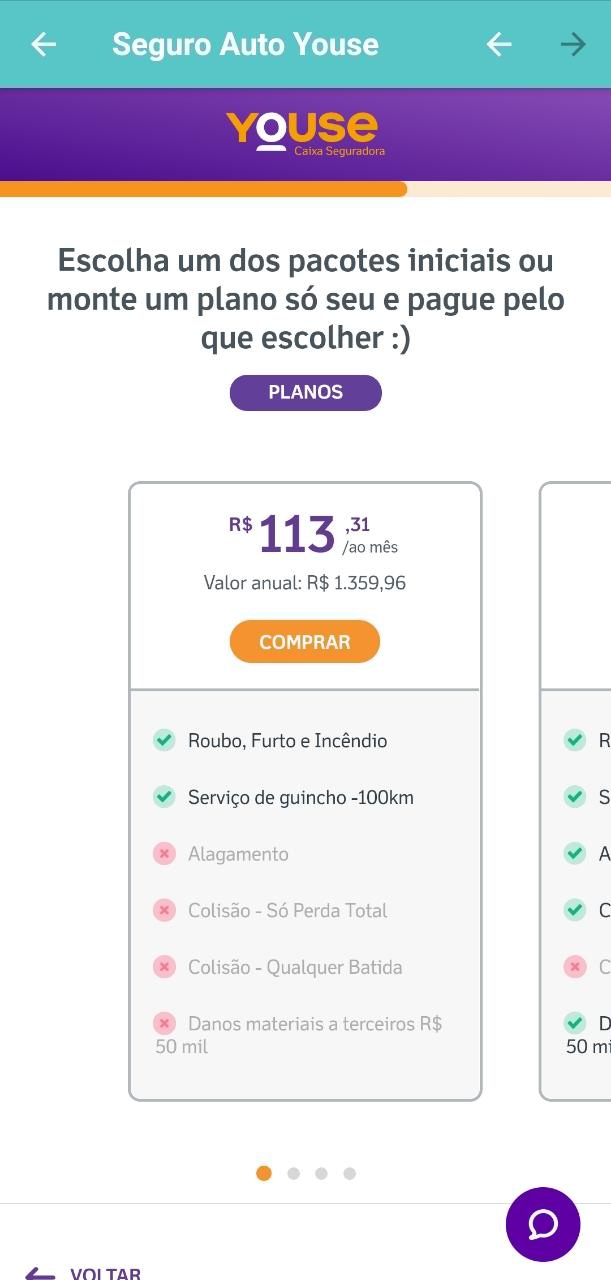 Seguro Auto Youse
YOUSE
Caixa Seguradora
Escolha um dos pacotes iniciais ou
monte um plano só seu e pague pelo
que escolher :)
PLANOS
R$ 113 ,31
/ao mês
Valor anual: R$ 1.359,96
COMPRAR
Roubo, Furto e Incêndio
Serviço de guincho -100km
Alagamento
Colisão - Só Perda Total
Colisão - Qualquer Batida
Danos materiais a terceiros R$
50 mil
R
S
A
C
C
D
50 mi
VOLTAR